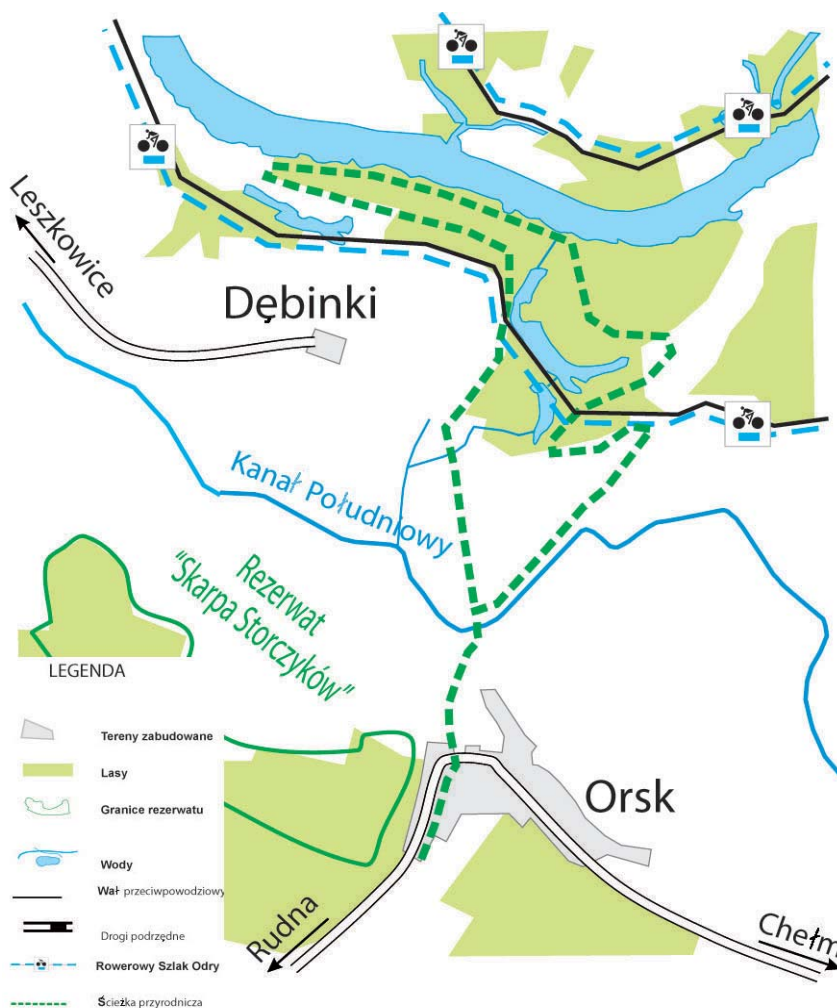 Leszkowice
Dębinki
Kanał Południowy
Rezerwat
"Skarpa Storczyków"
LEGENDA
Tereny zabudowane
Lasy
Granice rezerwatu
Wody
Wał przeciwpowodziowy
Drogi podrzędne
Rowerowy Szlak Odry
Ścieżka przyrodnicza
Orsk
Rudna
Chełm